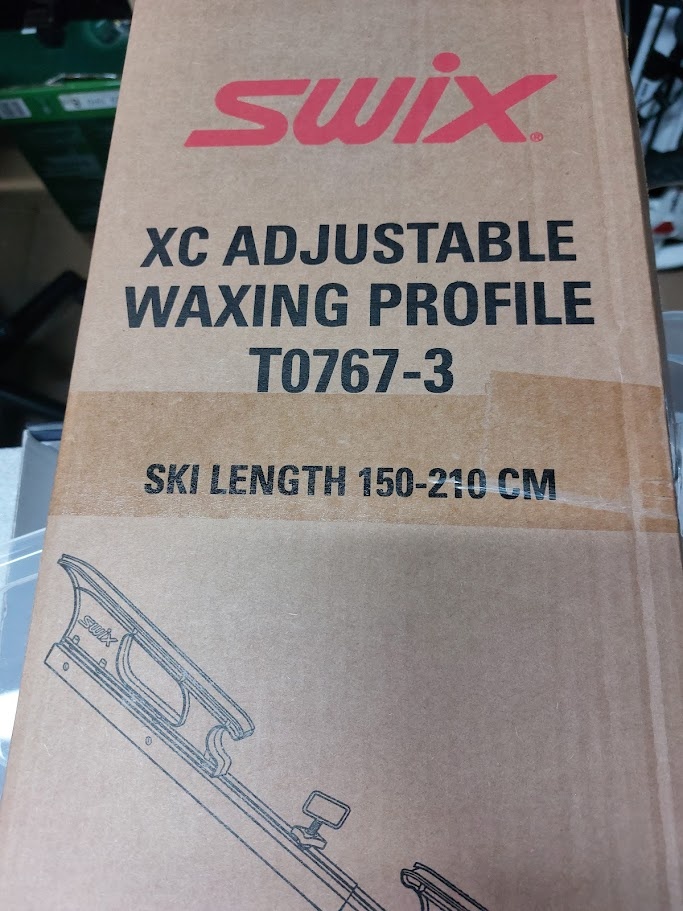 SWIX®
XC ADJUSTABLE
WAXING PROFILE
T0767-3
SKI LENGTH 150-210 CM
SWIX